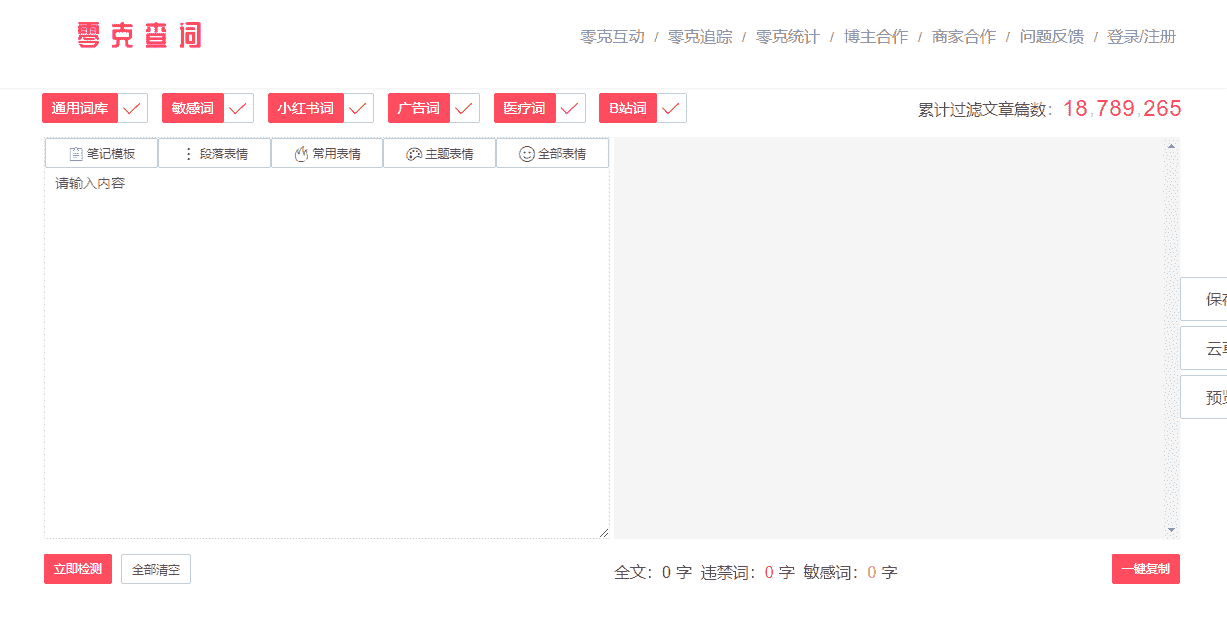 零克查词
零克互动 / 零克追踪 / 零克统计 / 博主合作 / 商家合作 / 问题反馈 / 登录/注册
通用词库 敏感词 小红书词 广告词 医疗词 B站词 累计过滤文章篇数：18,789,265
笔记模板 段落表情 常用表情 主题表情 全部表情
请输入内容
保存
云草
预览
立即检测 全部清空 全文：0 字 违禁词：0 字 敏感词：0 字 一键复制